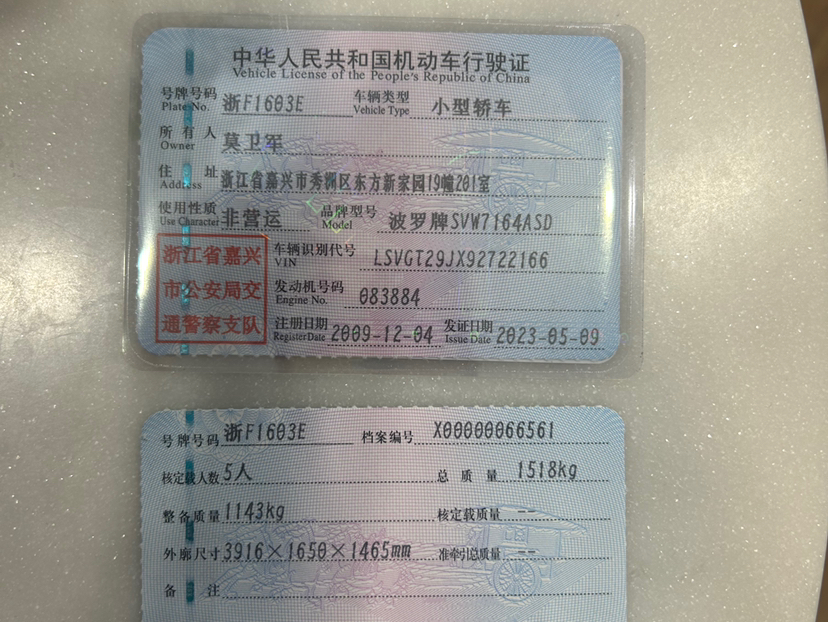 中华人民共和国机动车行驶证
Vehicle License of the People's Republic of China
号牌号码 浙F1603E 车辆类型 小型轿车
Plate No. Vehicle Type
所有人 莫卫军
Owner
住址 浙江省嘉兴市秀洲区东方新家园19幢201室
Address
使用性质 非营运 品牌型号 波罗牌SVW7164ASD
Use Character Model
浙江省嘉兴
市公安局交
通警察支队
车辆识别代号 LSVGT29JX92722166
VIN
发动机号码 083884
Engine No.
注册日期 2009-12-04 发证日期 2023-05-09
Register Date Issue Date
号牌号码 浙F1603E 档案编号 X00000066561
核定载人数 5人 总质量 1518kg
整备质量 1143kg 核定载质量 --
外廓尺寸 3916×1650×1465mm 准牵引总质量 --
备注